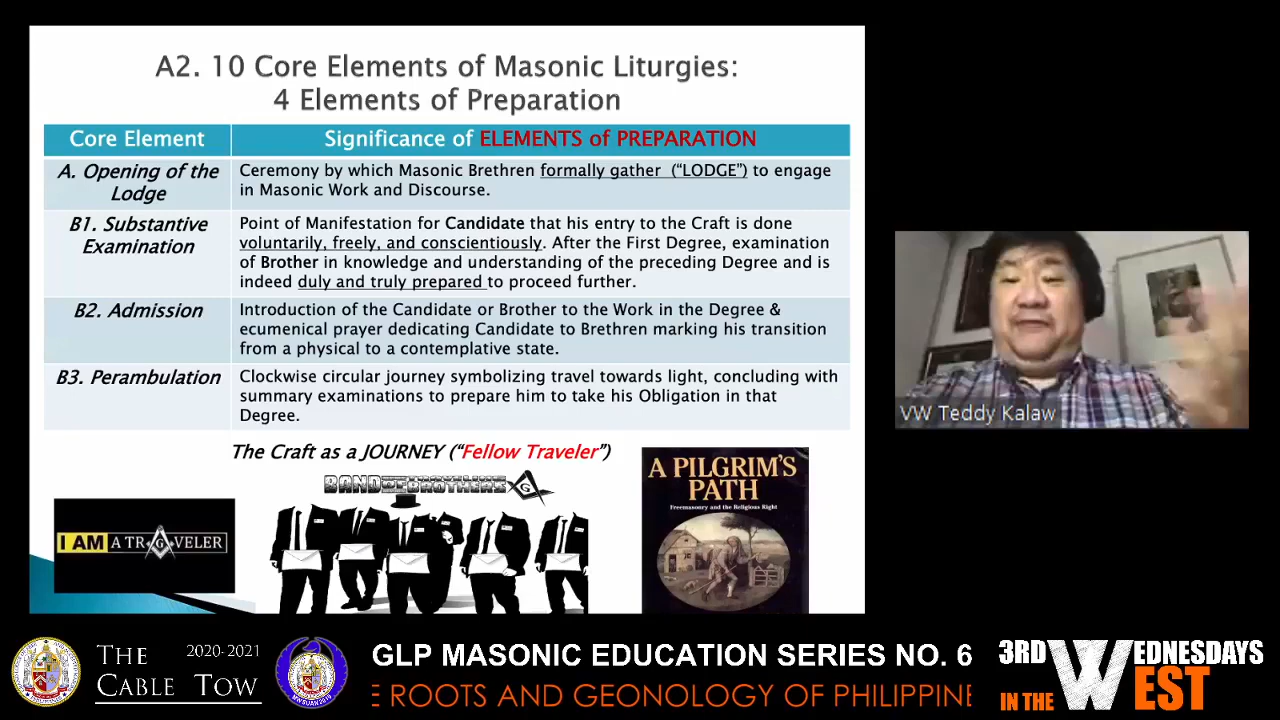 A2. 10 Core Elements of Masonic Liturgies:
4 Elements of Preparation
Core Element
Significance of ELEMENTS of PREPARATION
A. Opening of the
Lodge
Ceremony by which Masonic Brethren formally gather ("LODGE") to engage
in Masonic Work and Discourse.
B1. Substantive
Examination
Point of Manifestation for Candidate that his entry to the Craft is done
voluntarily, freely, and conscientiously. After the First Degree, examination
of Brother in knowledge and understanding of the preceding Degree and is
indeed duly and truly prepared to proceed further.
B2. Admission
Introduction of the Candidate or Brother to the Work in the Degree &
ecumenical prayer dedicating Candidate to Brethren marking his transition
from a physical to a contemplative state.
B3. Perambulation
Clockwise circular journey symbolizing travel towards light, concluding with
summary examinations to prepare him to take his Obligation in that
Degree.
The Craft as a JOURNEY ("Fellow Traveler")
I AM A TRAVELER
G
BAND OF BROTHERS
G
A PILGRIM'S
PATH
Freemasonry and the Religious Right
VW Teddy Kalaw
THE
CABLE TOW
2020-2021
GLP MASONIC EDUCATION SERIES NO. 6
E ROOTS AND GEONOLOGY OF PHILIPPINE
3RD WEDNESDAYS
IN THE WEST